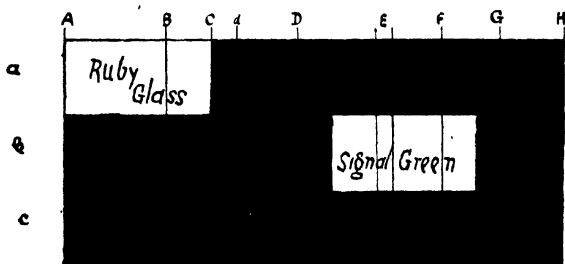 A B C d D E F G H
a
Ruby
Glass
b
Signal Green
c